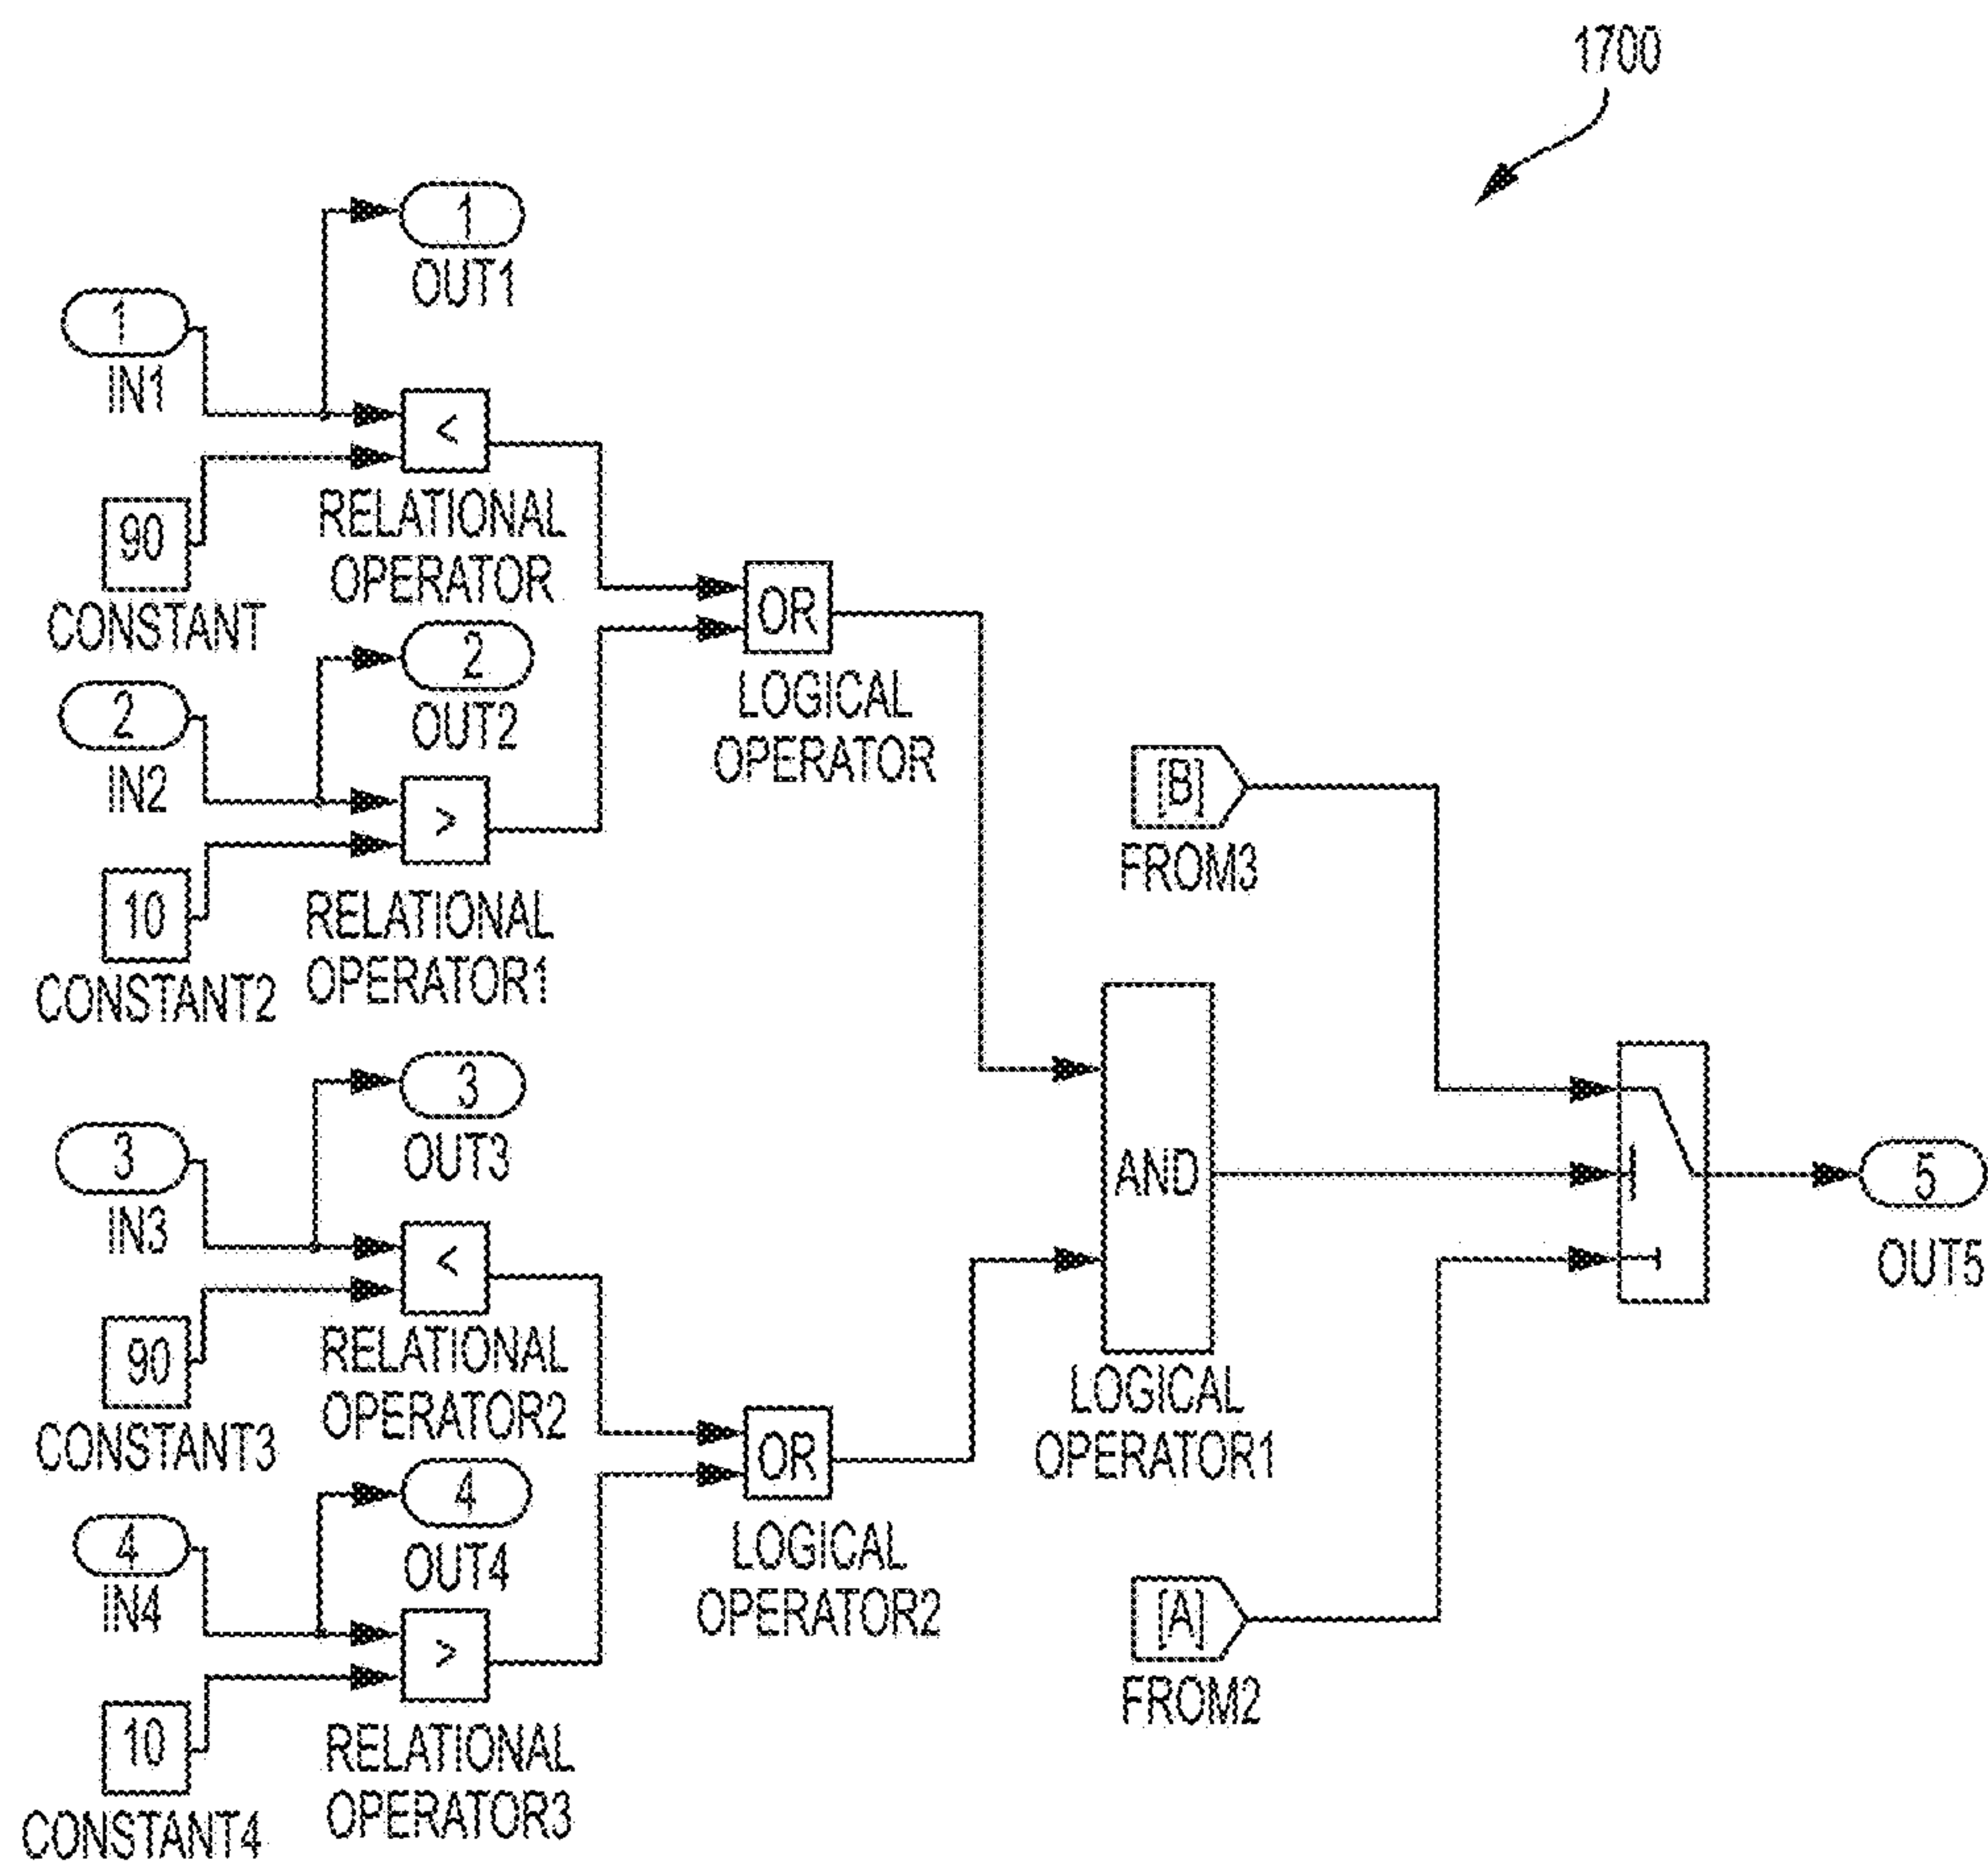 1700
1
OUT1
1
IN1
<
RELATIONAL
OPERATOR
90
CONSTANT
2
OUT2
2
IN2
>
RELATIONAL
OPERATOR1
10
CONSTANT2
OR
LOGICAL
OPERATOR
[B]
FROM3
3
OUT3
3
IN3
<
RELATIONAL
OPERATOR2
90
CONSTANT3
4
OUT4
4
IN4
>
RELATIONAL
OPERATOR3
10
CONSTANT4
OR
LOGICAL
OPERATOR2
AND
LOGICAL
OPERATOR1
[A]
FROM2
5
OUT5